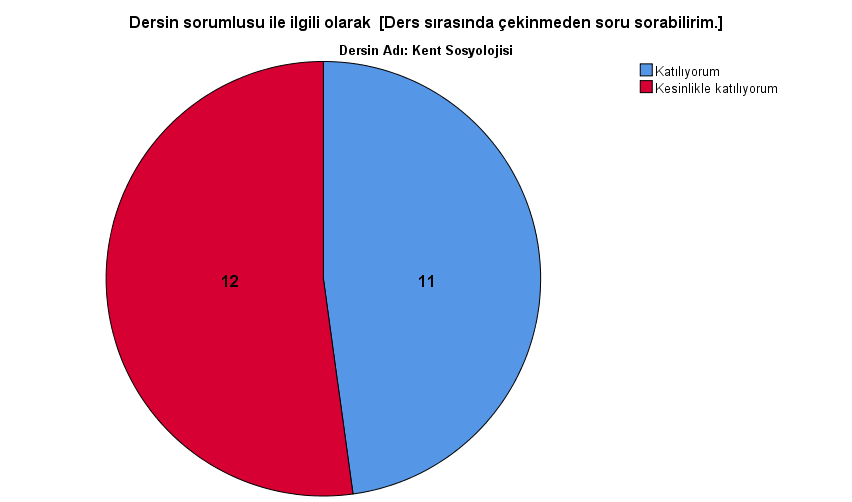 Dersin sorumlusu ile ilgili olarak [Ders sırasında çekinmeden soru sorabilirim.]
Dersin Adı: Kent Sosyolojisi
Katılıyorum
Kesinlikle katılıyorum
12
11